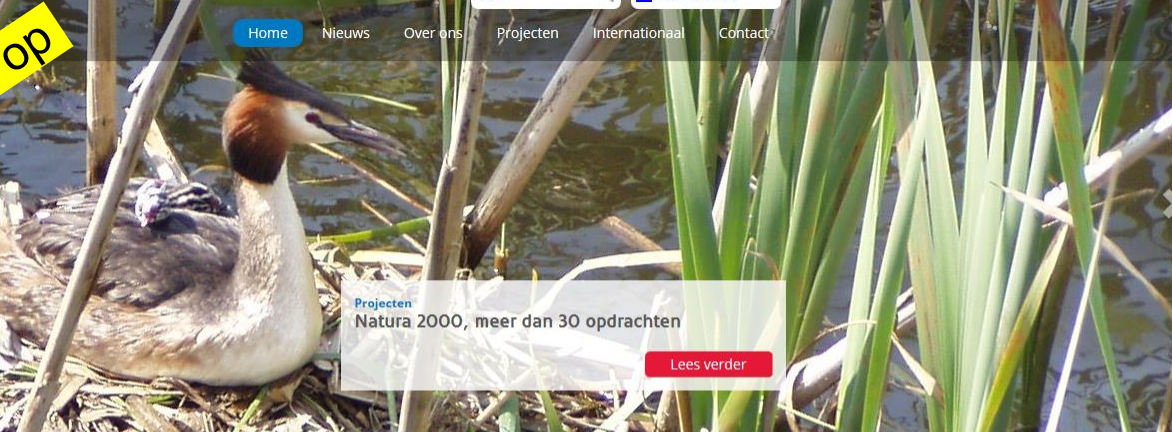 op
Home Nieuws Over ons Projecten Internationaal Contact
Projecten
Natura 2000, meer dan 30 opdrachten
Lees verder